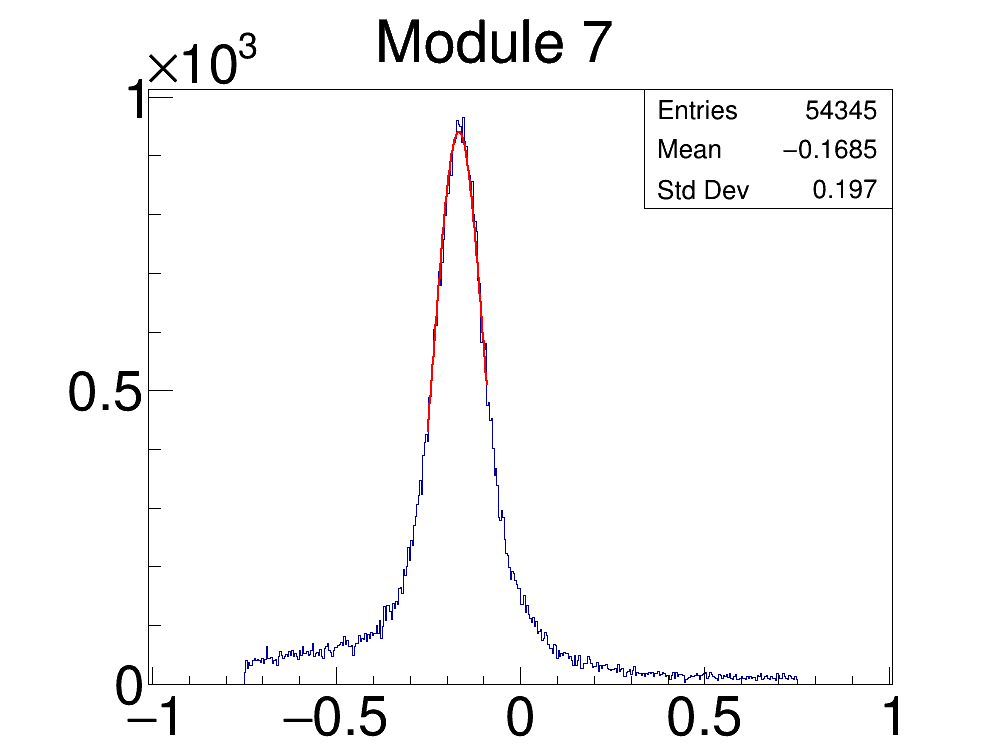 Module 7
×10³
1
Entries 54345
Mean −0.1685
Std Dev 0.197
0.5
0
−1 −0.5 0 0.5 1